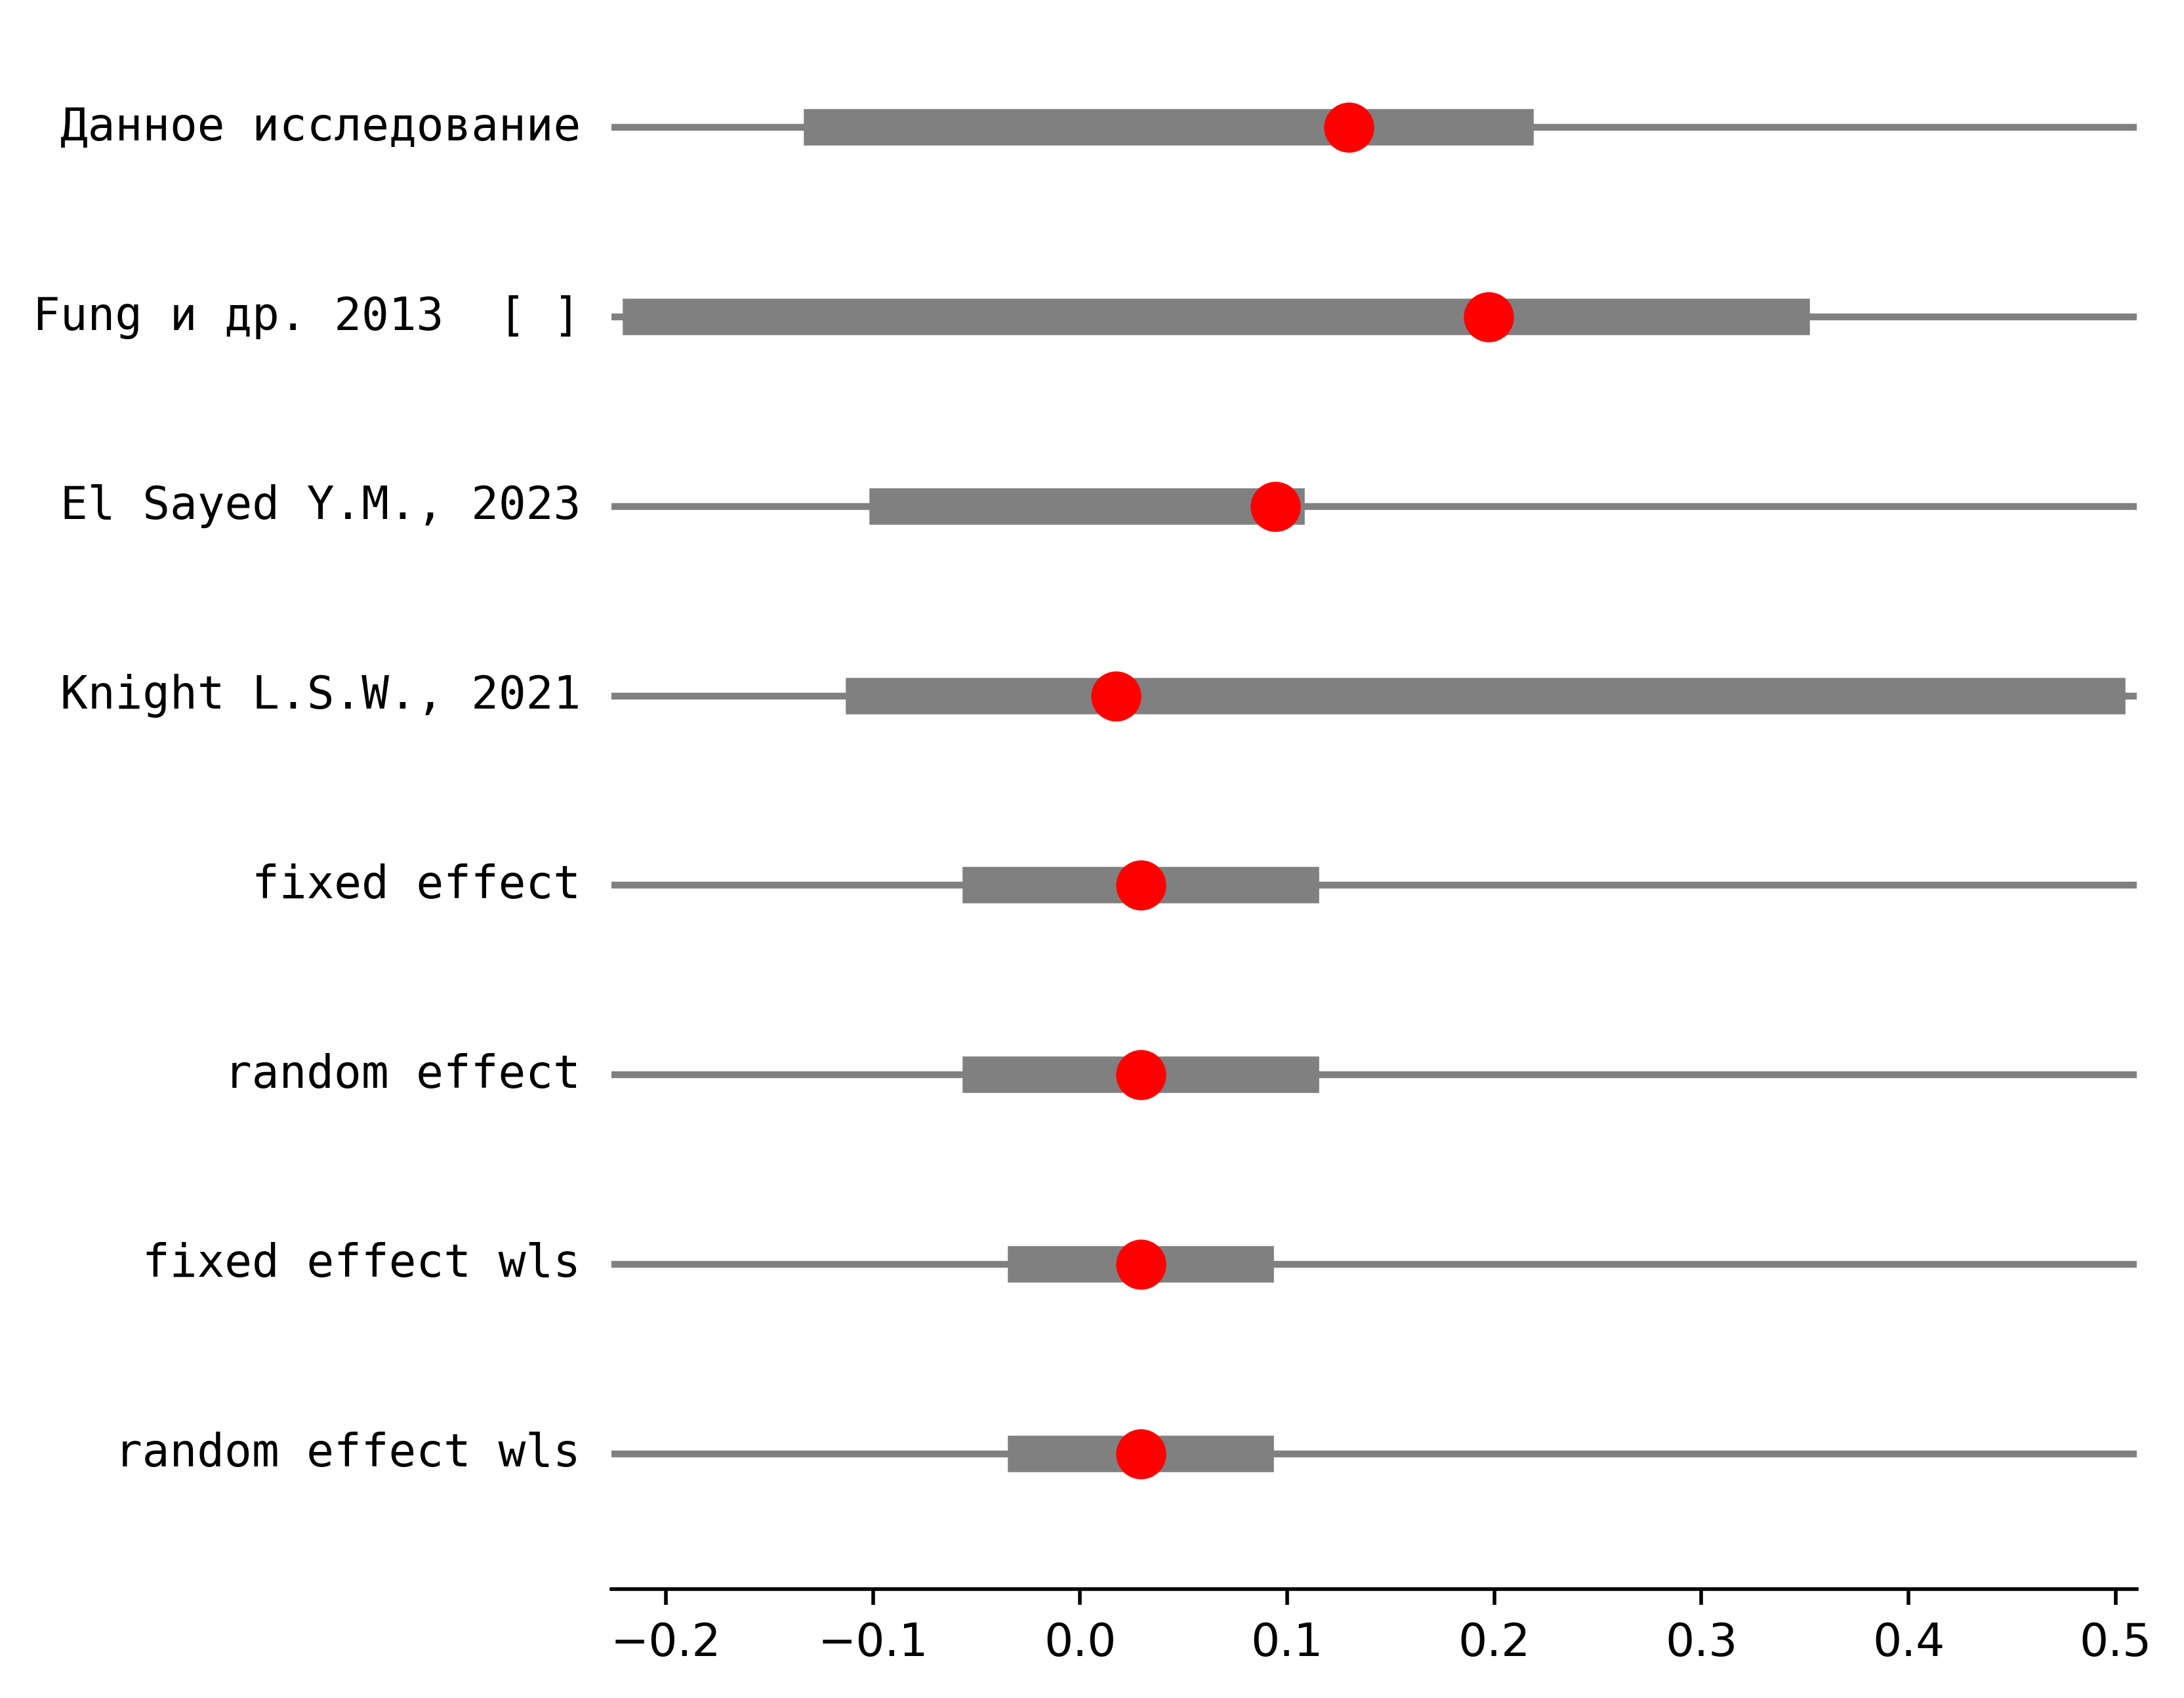 Данное исследование
Fung и др. 2013  [ ]
El Sayed Y.M., 2023
Knight L.S.W., 2021
fixed effect
random effect
fixed effect wls
random effect wls
−0.2 −0.1 0.0 0.1 0.2 0.3 0.4 0.5